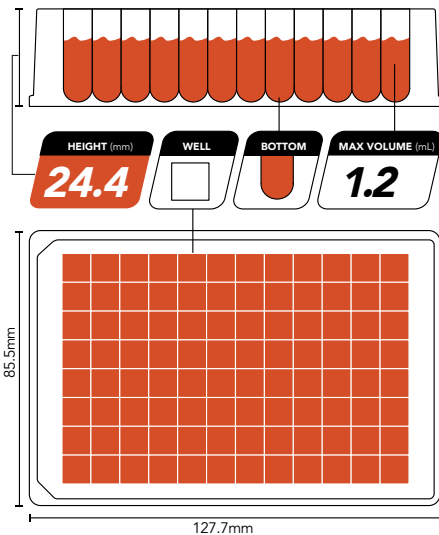 HEIGHT (mm)
24.4
WELL
BOTTOM
MAX VOLUME (mL)
1.2
85.5mm
127.7mm